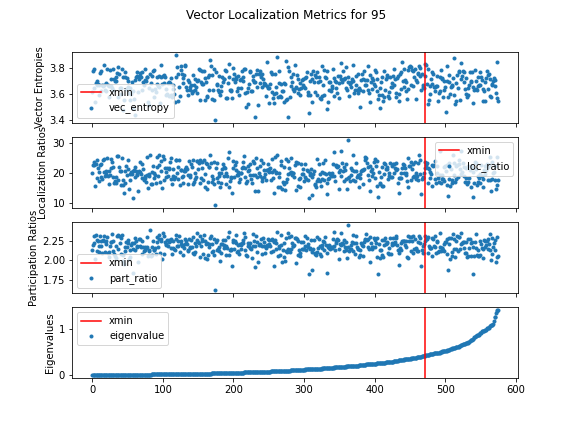 Vector Localization Metrics for 95
Vector Entropies
3.8
3.6
3.4
xmin
vec_entropy
Localization Ratios
30
20
10
xmin
loc_ratio
Participation Ratios
2.25
2.00
1.75
xmin
part_ratio
Eigenvalues
1
0
xmin
eigenvalue
0 100 200 300 400 500 600